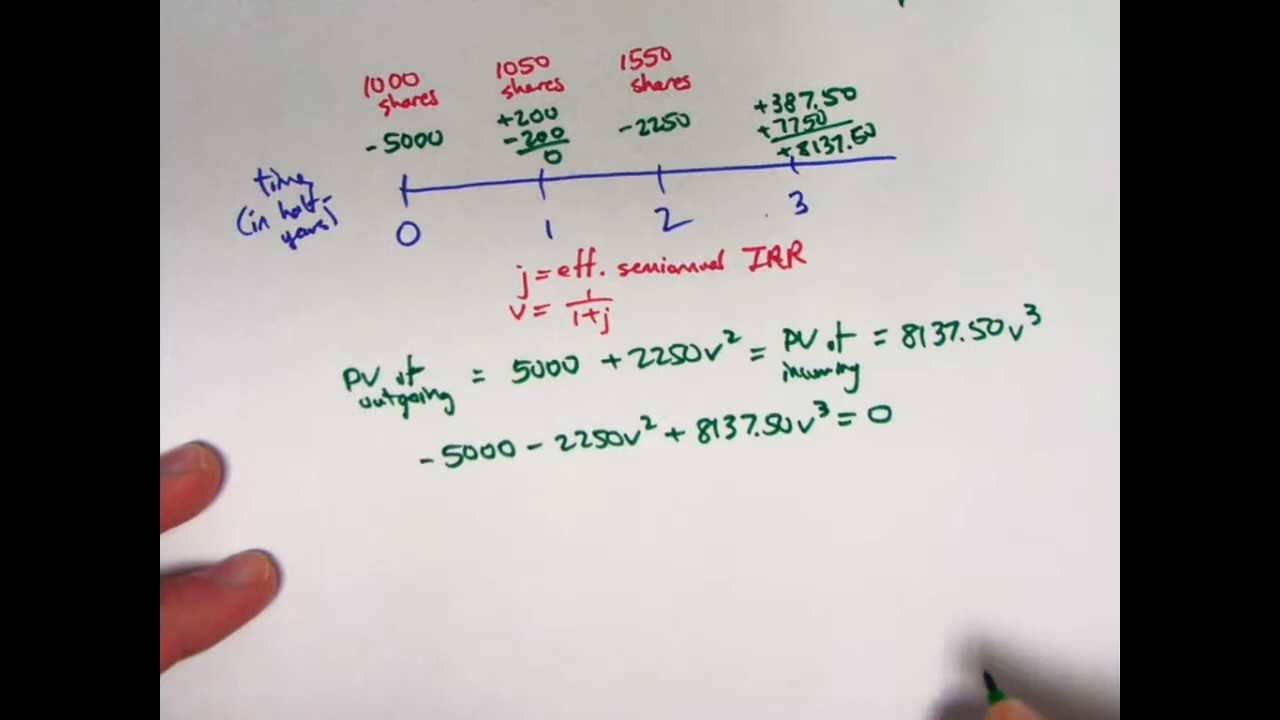 1000 1050 1550
shares shares shares
-5000 +200 -2250 +387.50
-200 +7750
0 +8137.50
time
(in half-
years)
0 1 2 3
j = eff. semiannual IRR
v = 1/(1+j)
PV of outgoing = 5000 + 2250v² = PV of incoming = 8137.50v³
-5000 - 2250v² + 8137.50v³ = 0